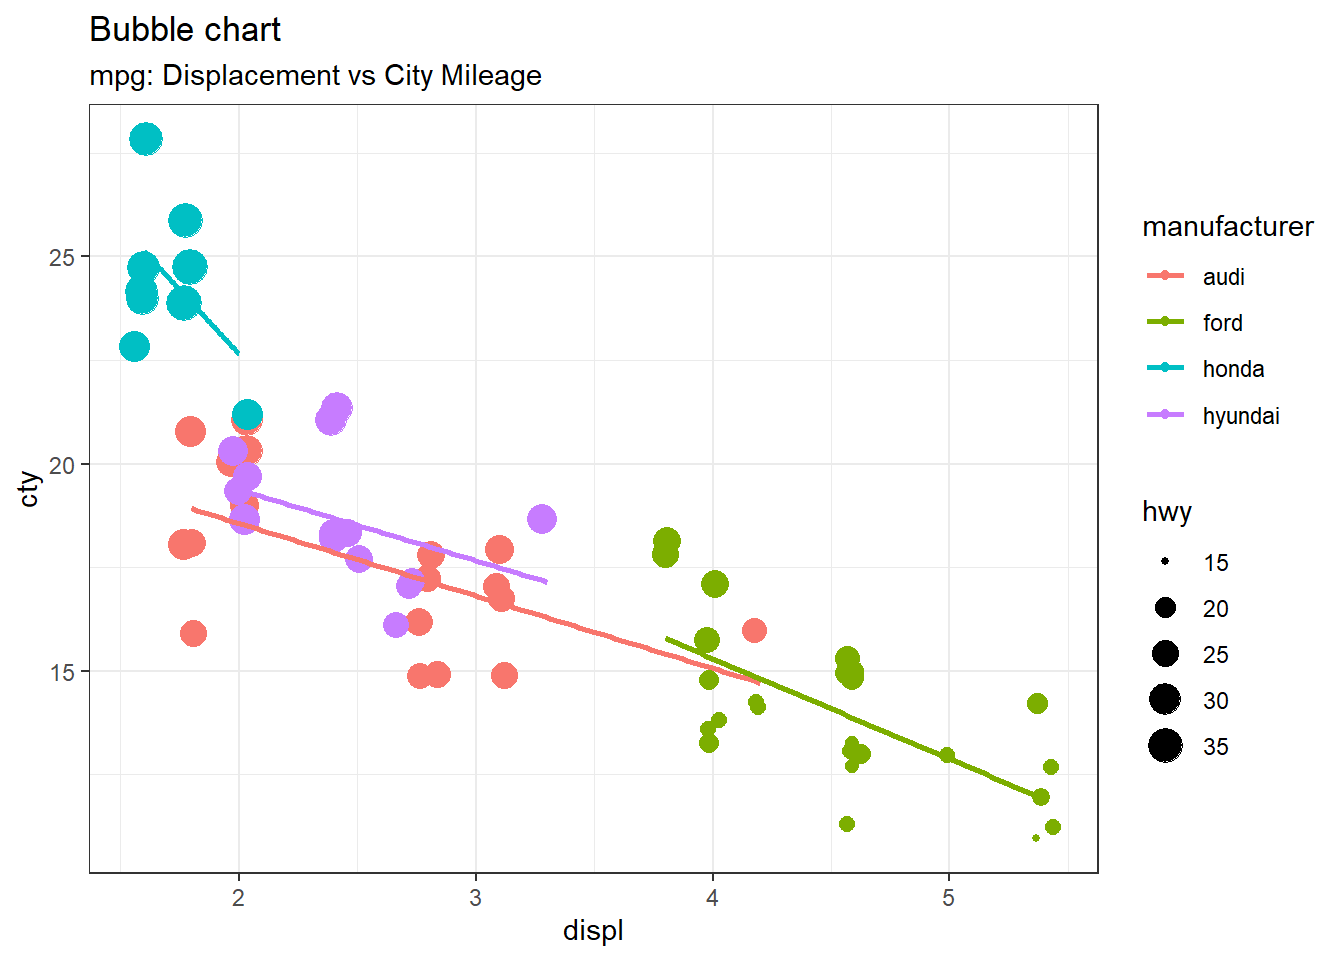 Bubble chart
mpg: Displacement vs City Mileage
cty
25
20
15
2
3
4
5
displ
manufacturer
audi
ford
honda
hyundai
hwy
15
20
25
30
35